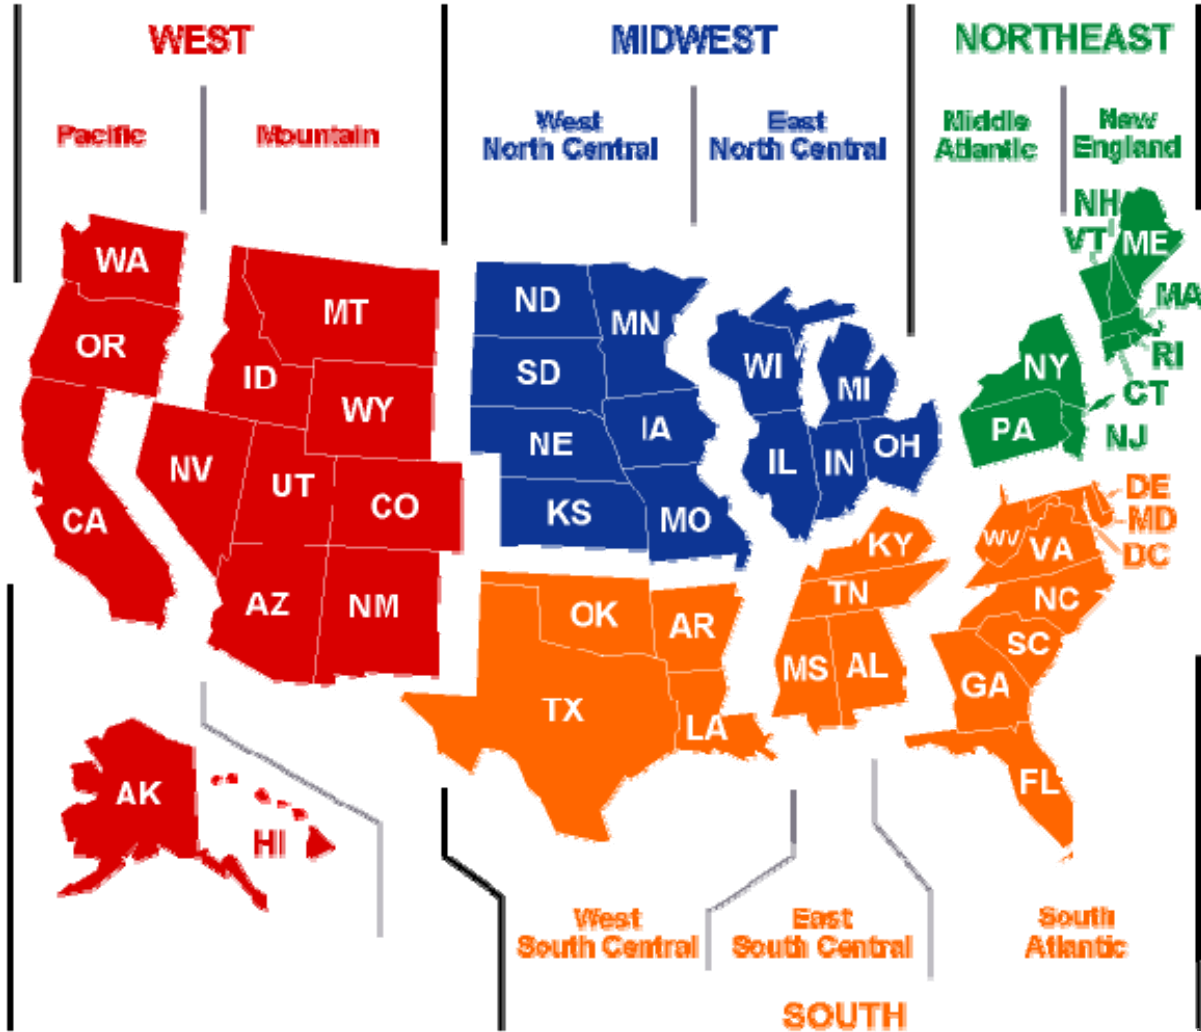 WEST
MIDWEST
NORTHEAST
Pacific
Mountain
West
North Central
East
North Central
Middle
Atlantic
New
England
NH
VT
ME
WA
MT
ND
MN
MA
OR
ID
SD
WI
MI
NY
RI
WY
CT
NE
IA
PA
NJ
NV
UT
CO
IL
IN
OH
CA
KS
MO
DE
MD
DC
KY
WV
VA
AZ
NM
OK
AR
TN
NC
SC
MS
AL
GA
TX
LA
FL
AK
HI
West
South Central
East
South Central
South
Atlantic
SOUTH